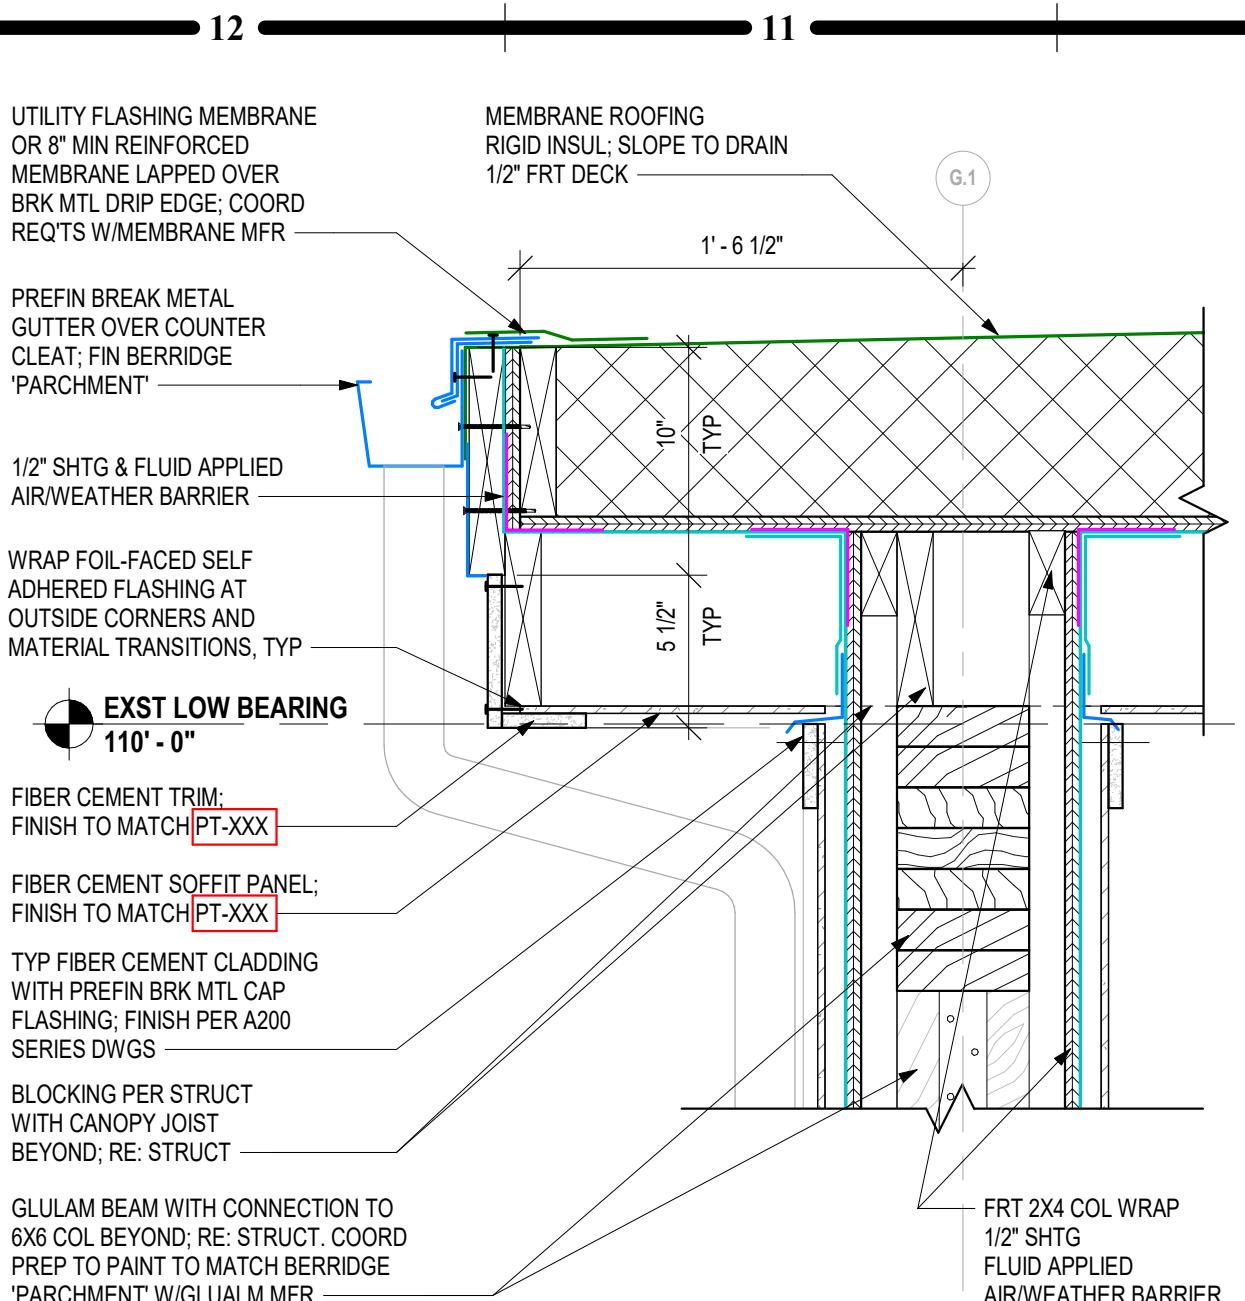 12
11
UTILITY FLASHING MEMBRANE
OR 8" MIN REINFORCED
MEMBRANE LAPPED OVER
BRK MTL DRIP EDGE; COORD
REQ'TS W/MEMBRANE MFR
MEMBRANE ROOFING
RIGID INSUL; SLOPE TO DRAIN
1/2" FRT DECK
G.1
1' - 6 1/2"
PREFIN BREAK METAL
GUTTER OVER COUNTER
CLEAT; FIN BERRIDGE
'PARCHMENT'
10"
TYP
1/2" SHTG & FLUID APPLIED
AIR/WEATHER BARRIER
WRAP FOIL-FACED SELF
ADHERED FLASHING AT
OUTSIDE CORNERS AND
MATERIAL TRANSITIONS, TYP
5 1/2"
TYP
EXST LOW BEARING
110' - 0"
FIBER CEMENT TRIM;
FINISH TO MATCH PT-XXX
FIBER CEMENT SOFFIT PANEL;
FINISH TO MATCH PT-XXX
TYP FIBER CEMENT CLADDING
WITH PREFIN BRK MTL CAP
FLASHING; FINISH PER A200
SERIES DWGS
BLOCKING PER STRUCT
WITH CANOPY JOIST
BEYOND; RE: STRUCT
GLULAM BEAM WITH CONNECTION TO
6X6 COL BEYOND; RE: STRUCT. COORD
PREP TO PAINT TO MATCH BERRIDGE
'PARCHMENT' W/GLUALM MFR
FRT 2X4 COL WRAP
1/2" SHTG
FLUID APPLIED
AIR/WEATHER BARRIER